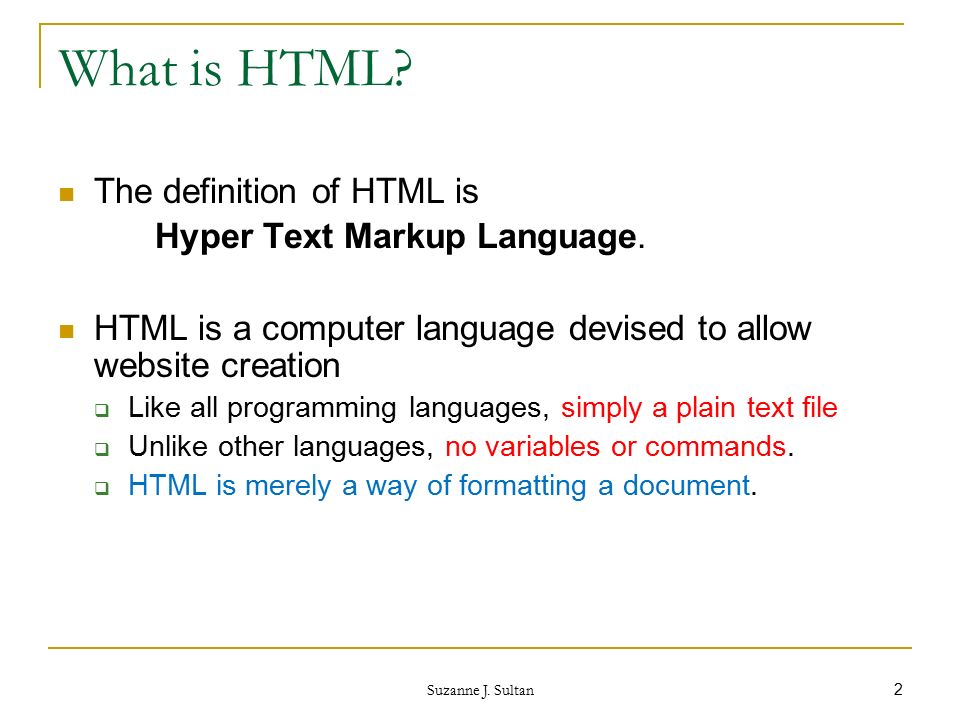 What is HTML?
The definition of HTML is
Hyper Text Markup Language.
HTML is a computer language devised to allow
website creation
Like all programming languages, simply a plain text file
Unlike other languages, no variables or commands.
HTML is merely a way of formatting a document.
Suzanne J. Sultan
2